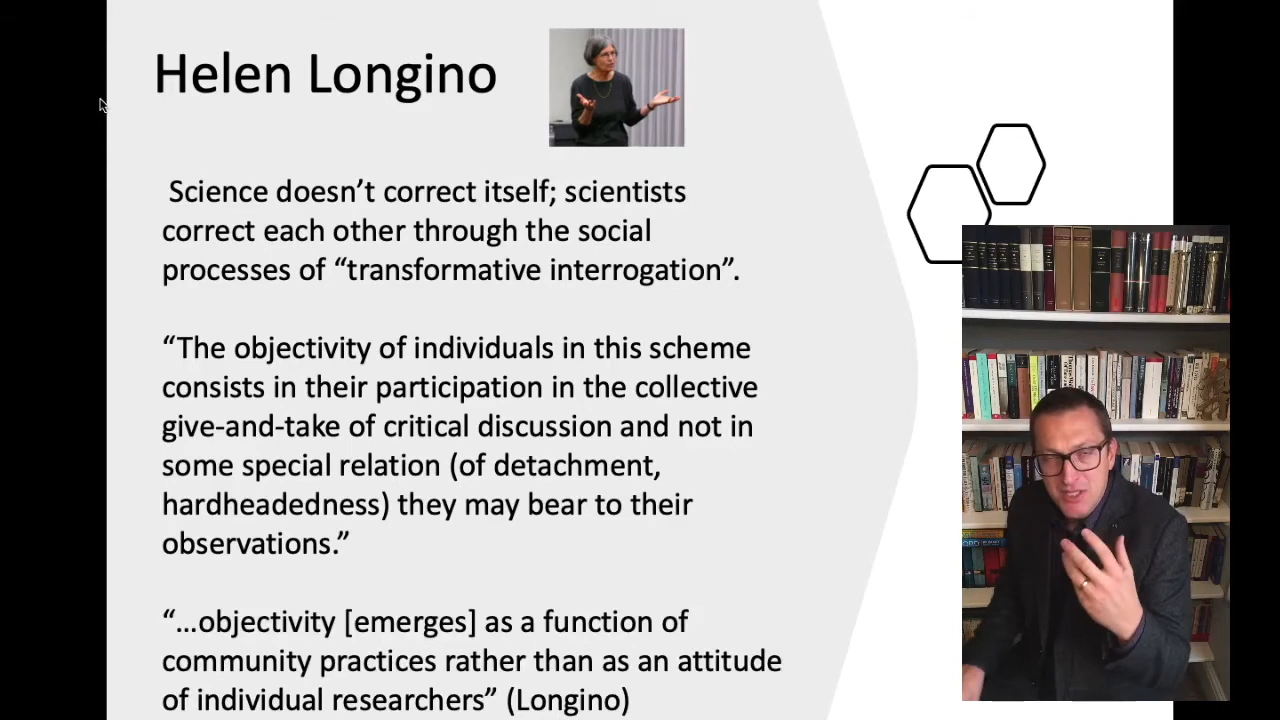 Helen Longino
Science doesn’t correct itself; scientists
correct each other through the social
processes of “transformative interrogation”.
“The objectivity of individuals in this scheme
consists in their participation in the collective
give-and-take of critical discussion and not in
some special relation (of detachment,
hardheadedness) they may bear to their
observations.”
“…objectivity [emerges] as a function of
community practices rather than as an attitude
of individual researchers” (Longino)